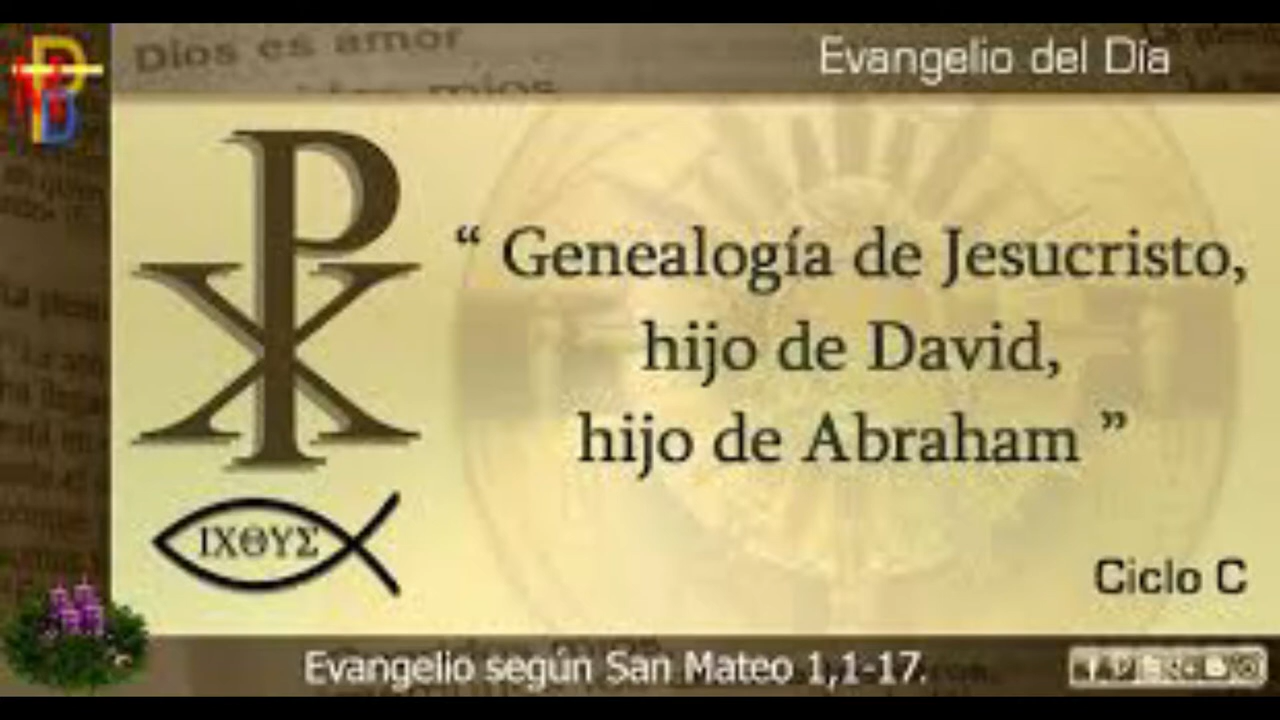 Dios es amor
Evangelio del Día
“ Genealogía de Jesucristo,
hijo de David,
hijo de Abraham ”
ΙΧΘΥΣ
Ciclo C
Evangelio según San Mateo 1,1-17.